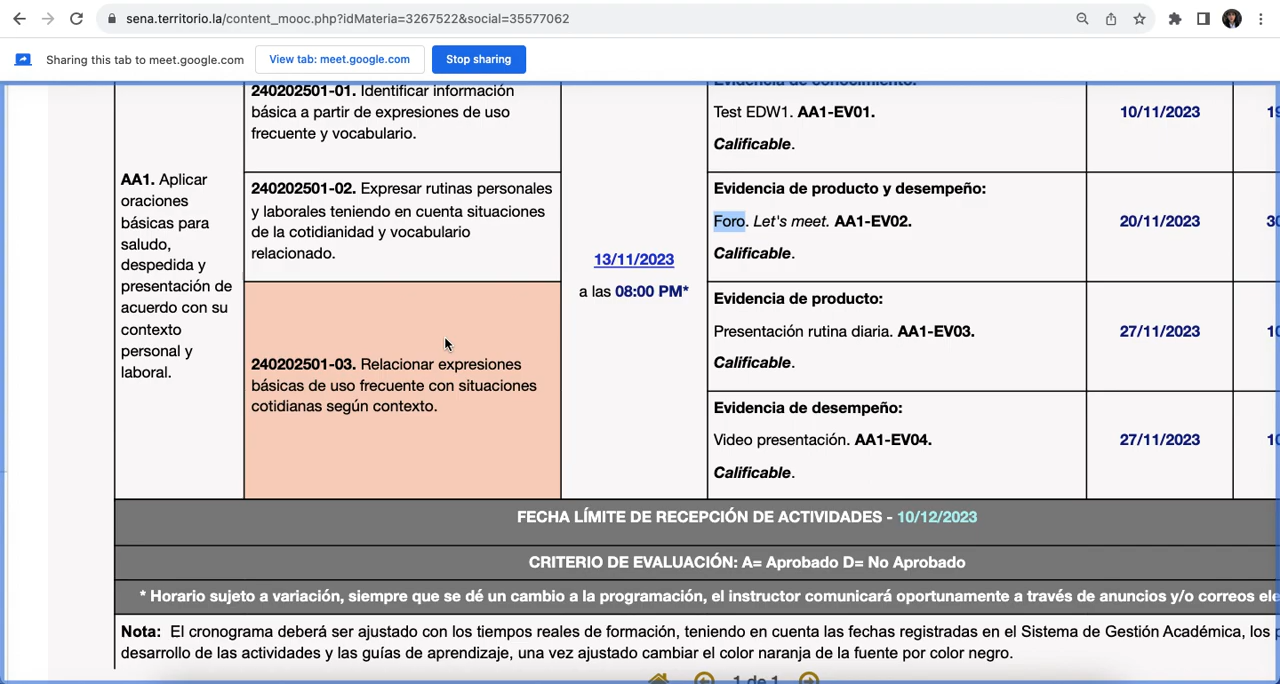 sena.territorio.la/content_mooc.php?idMateria=3267522&social=35577062
Sharing this tab to meet.google.com
View tab: meet.google.com
Stop sharing
AA1. Aplicar
oraciones
básicas para
saludo,
despedida y
presentación de
acuerdo con su
contexto
personal y
laboral.
240202501-01. Identificar información
básica a partir de expresiones de uso
frecuente y vocabulario.
240202501-02. Expresar rutinas personales
y laborales teniendo en cuenta situaciones
de la cotidianidad y vocabulario
relacionado.
240202501-03. Relacionar expresiones
básicas de uso frecuente con situaciones
cotidianas según contexto.
13/11/2023
a las 08:00 PM*
Evidencia de conocimiento:
Test EDW1. AA1-EV01.
Calificable.
10/11/2023
Evidencia de producto y desempeño:
Foro. Let's meet. AA1-EV02.
Calificable.
20/11/2023
Evidencia de producto:
Presentación rutina diaria. AA1-EV03.
Calificable.
27/11/2023
Evidencia de desempeño:
Video presentación. AA1-EV04.
Calificable.
27/11/2023
FECHA LÍMITE DE RECEPCIÓN DE ACTIVIDADES - 10/12/2023
CRITERIO DE EVALUACIÓN: A= Aprobado D= No Aprobado
* Horario sujeto a variación, siempre que se dé un cambio a la programación, el instructor comunicará oportunamente a través de anuncios y/o correos
Nota: El cronograma deberá ser ajustado con los tiempos reales de formación, teniendo en cuenta las fechas registradas en el Sistema de Gestión Académica, los
desarrollo de las actividades y las guías de aprendizaje, una vez ajustado cambiar el color naranja de la fuente por color negro.
1 de 1